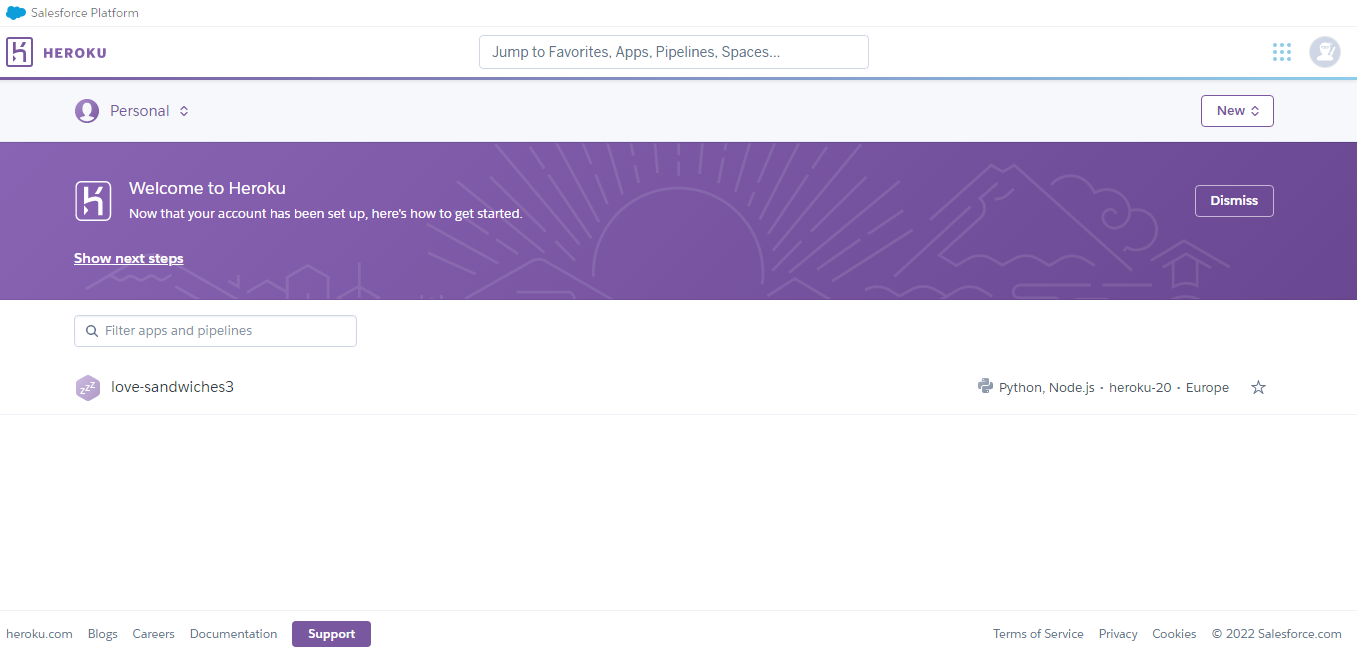 Salesforce Platform
HEROKU
Jump to Favorites, Apps, Pipelines, Spaces...
Personal
New
Welcome to Heroku
Now that your account has been set up, here's how to get started.
Dismiss
Show next steps
Filter apps and pipelines
zzz
love-sandwiches3
Python, Node.js · heroku-20 · Europe
heroku.com Blogs Careers Documentation Support Terms of Service Privacy Cookies © 2022 Salesforce.com